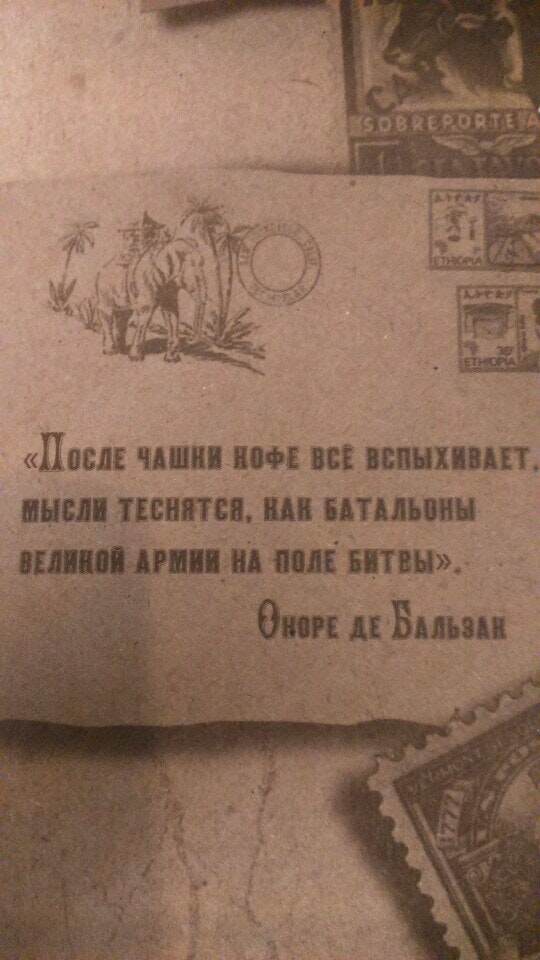 SOBREPORTE A
ETHIOPIA
ETHIOPIA
«После чашки кофе всё вспыхивает,
мысли теснятся, как батальоны
великой армии на поле битвы».
Оноре де Бальзак
1777